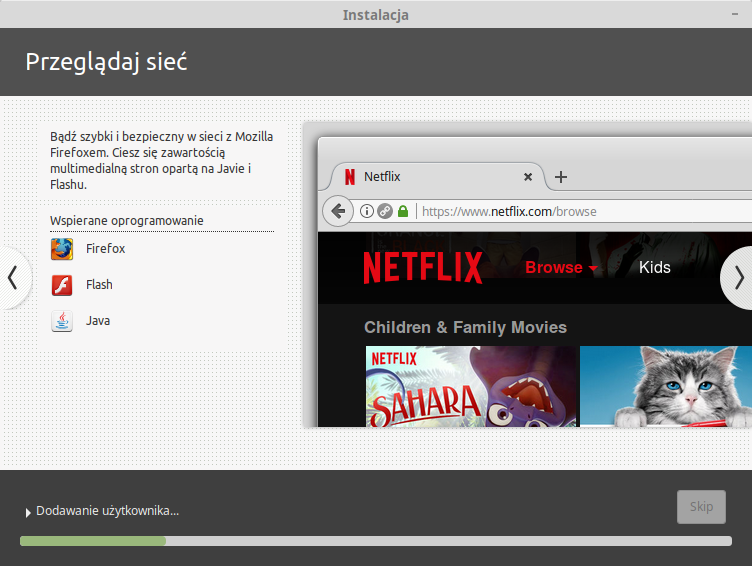 Instalacja
Przeglądaj sieć
Bądź szybki i bezpieczny w sieci z Mozilla
Firefoxem. Ciesz się zawartością
multimedialną stron opartą na Javie i
Flashu.
Wspierane oprogramowanie
Firefox
Flash
Java
Netflix
https://www.netflix.com/browse
NETFLIX
Browse
Kids
Children & Family Movies
NETFLIX
SAHARA
Dodawanie użytkownika...
Skip